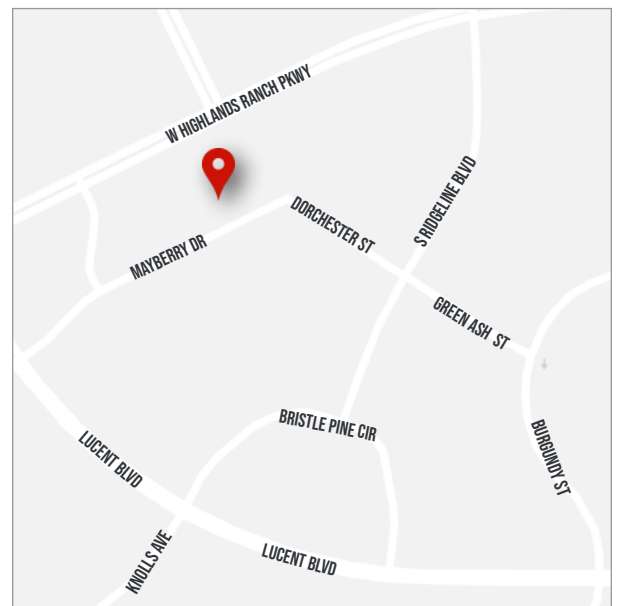 W HIGHLANDS RANCH PKWY
DORCHESTER ST
S RIDGELINE BLVD
MAYBERRY DR
GREEN ASH ST
BRISTLE PINE CIR
LUCENT BLVD
BURGUNDY ST
KNOLLS AVE
LUCENT BLVD